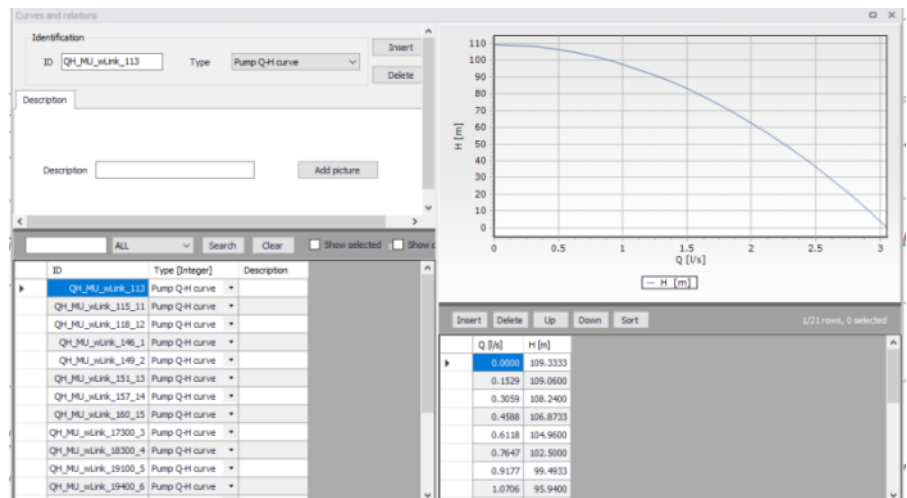 Curves and relations
Identification
ID QH_MU_wLink_113 Type Pump Q-H curve
Insert
Delete
Description
Description
Add picture
ALL Search Clear Show selected
ID Type [Integer] Description
QH_MU_wLink_113 Pump Q-H curve
QH_MU_wLink_115_11 Pump Q-H curve
QH_MU_wLink_118_12 Pump Q-H curve
QH_MU_wLink_146_1 Pump Q-H curve
QH_MU_wLink_149_2 Pump Q-H curve
QH_MU_wLink_151_13 Pump Q-H curve
QH_MU_wLink_157_14 Pump Q-H curve
QH_MU_wLink_160_15 Pump Q-H curve
QH_MU_wLink_17300_3 Pump Q-H curve
QH_MU_wLink_18300_4 Pump Q-H curve
QH_MU_wLink_19100_5 Pump Q-H curve
QH_MU_wLink_19400_6 Pump Q-H curve
110
100
90
80
70
60
50
40
30
20
10
0
H [m]
0 0.5 1 1.5 2 2.5 3
Q [l/s]
H [m]
Insert Delete Up Down Sort 1/21 rows, 0 selected
Q [l/s] H [m]
0.0000 109.3333
0.1529 109.0600
0.3059 108.2400
0.4588 106.8733
0.6118 104.9600
0.7647 102.5000
0.9177 99.4933
1.0706 95.9400